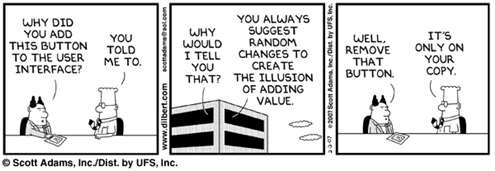 WHY DID
YOU ADD
THIS BUTTON
TO THE USER
INTERFACE?
YOU
TOLD
ME TO.
scottadams@aol.com
www.dilbert.com
WHY
WOULD
I TELL
YOU
THAT?
YOU ALWAYS
SUGGEST
RANDOM
CHANGES TO
CREATE
THE ILLUSION
OF ADDING
VALUE.
2-2-07 © 2007 Scott Adams, Inc./Dist. by UFS, Inc.
WELL,
REMOVE
THAT
BUTTON.
IT'S
ONLY ON
YOUR
COPY.
© Scott Adams, Inc./Dist. by UFS, Inc.